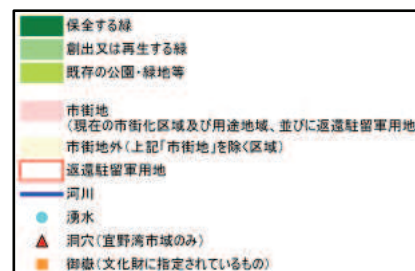 保全する緑
創出又は再生する緑
既存の公園・緑地等
市街地
（現在の市街化区域及び用途地域、並びに返還駐留軍用地
市街地外（上記「市街地」を除く区域）
返還駐留軍用地
河川
湧水
洞穴（宜野湾市域のみ）
御嶽（文化財に指定されているもの）